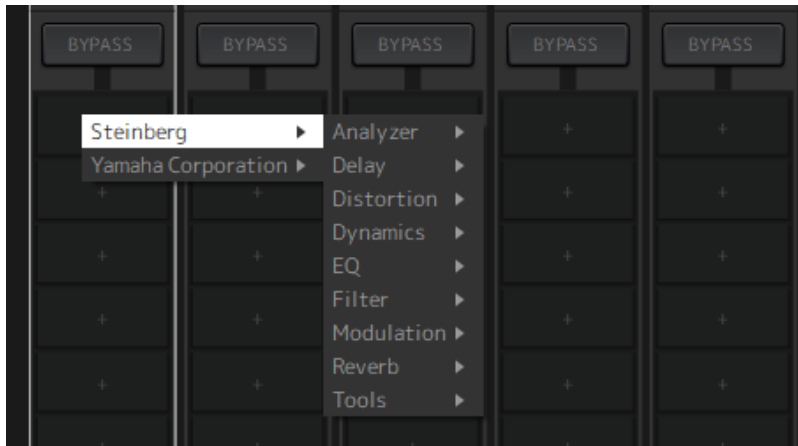 BYPASS BYPASS BYPASS BYPASS BYPASS
Steinberg
Yamaha Corporation
Analyzer
Delay
Distortion
Dynamics
EQ
Filter
Modulation
Reverb
Tools